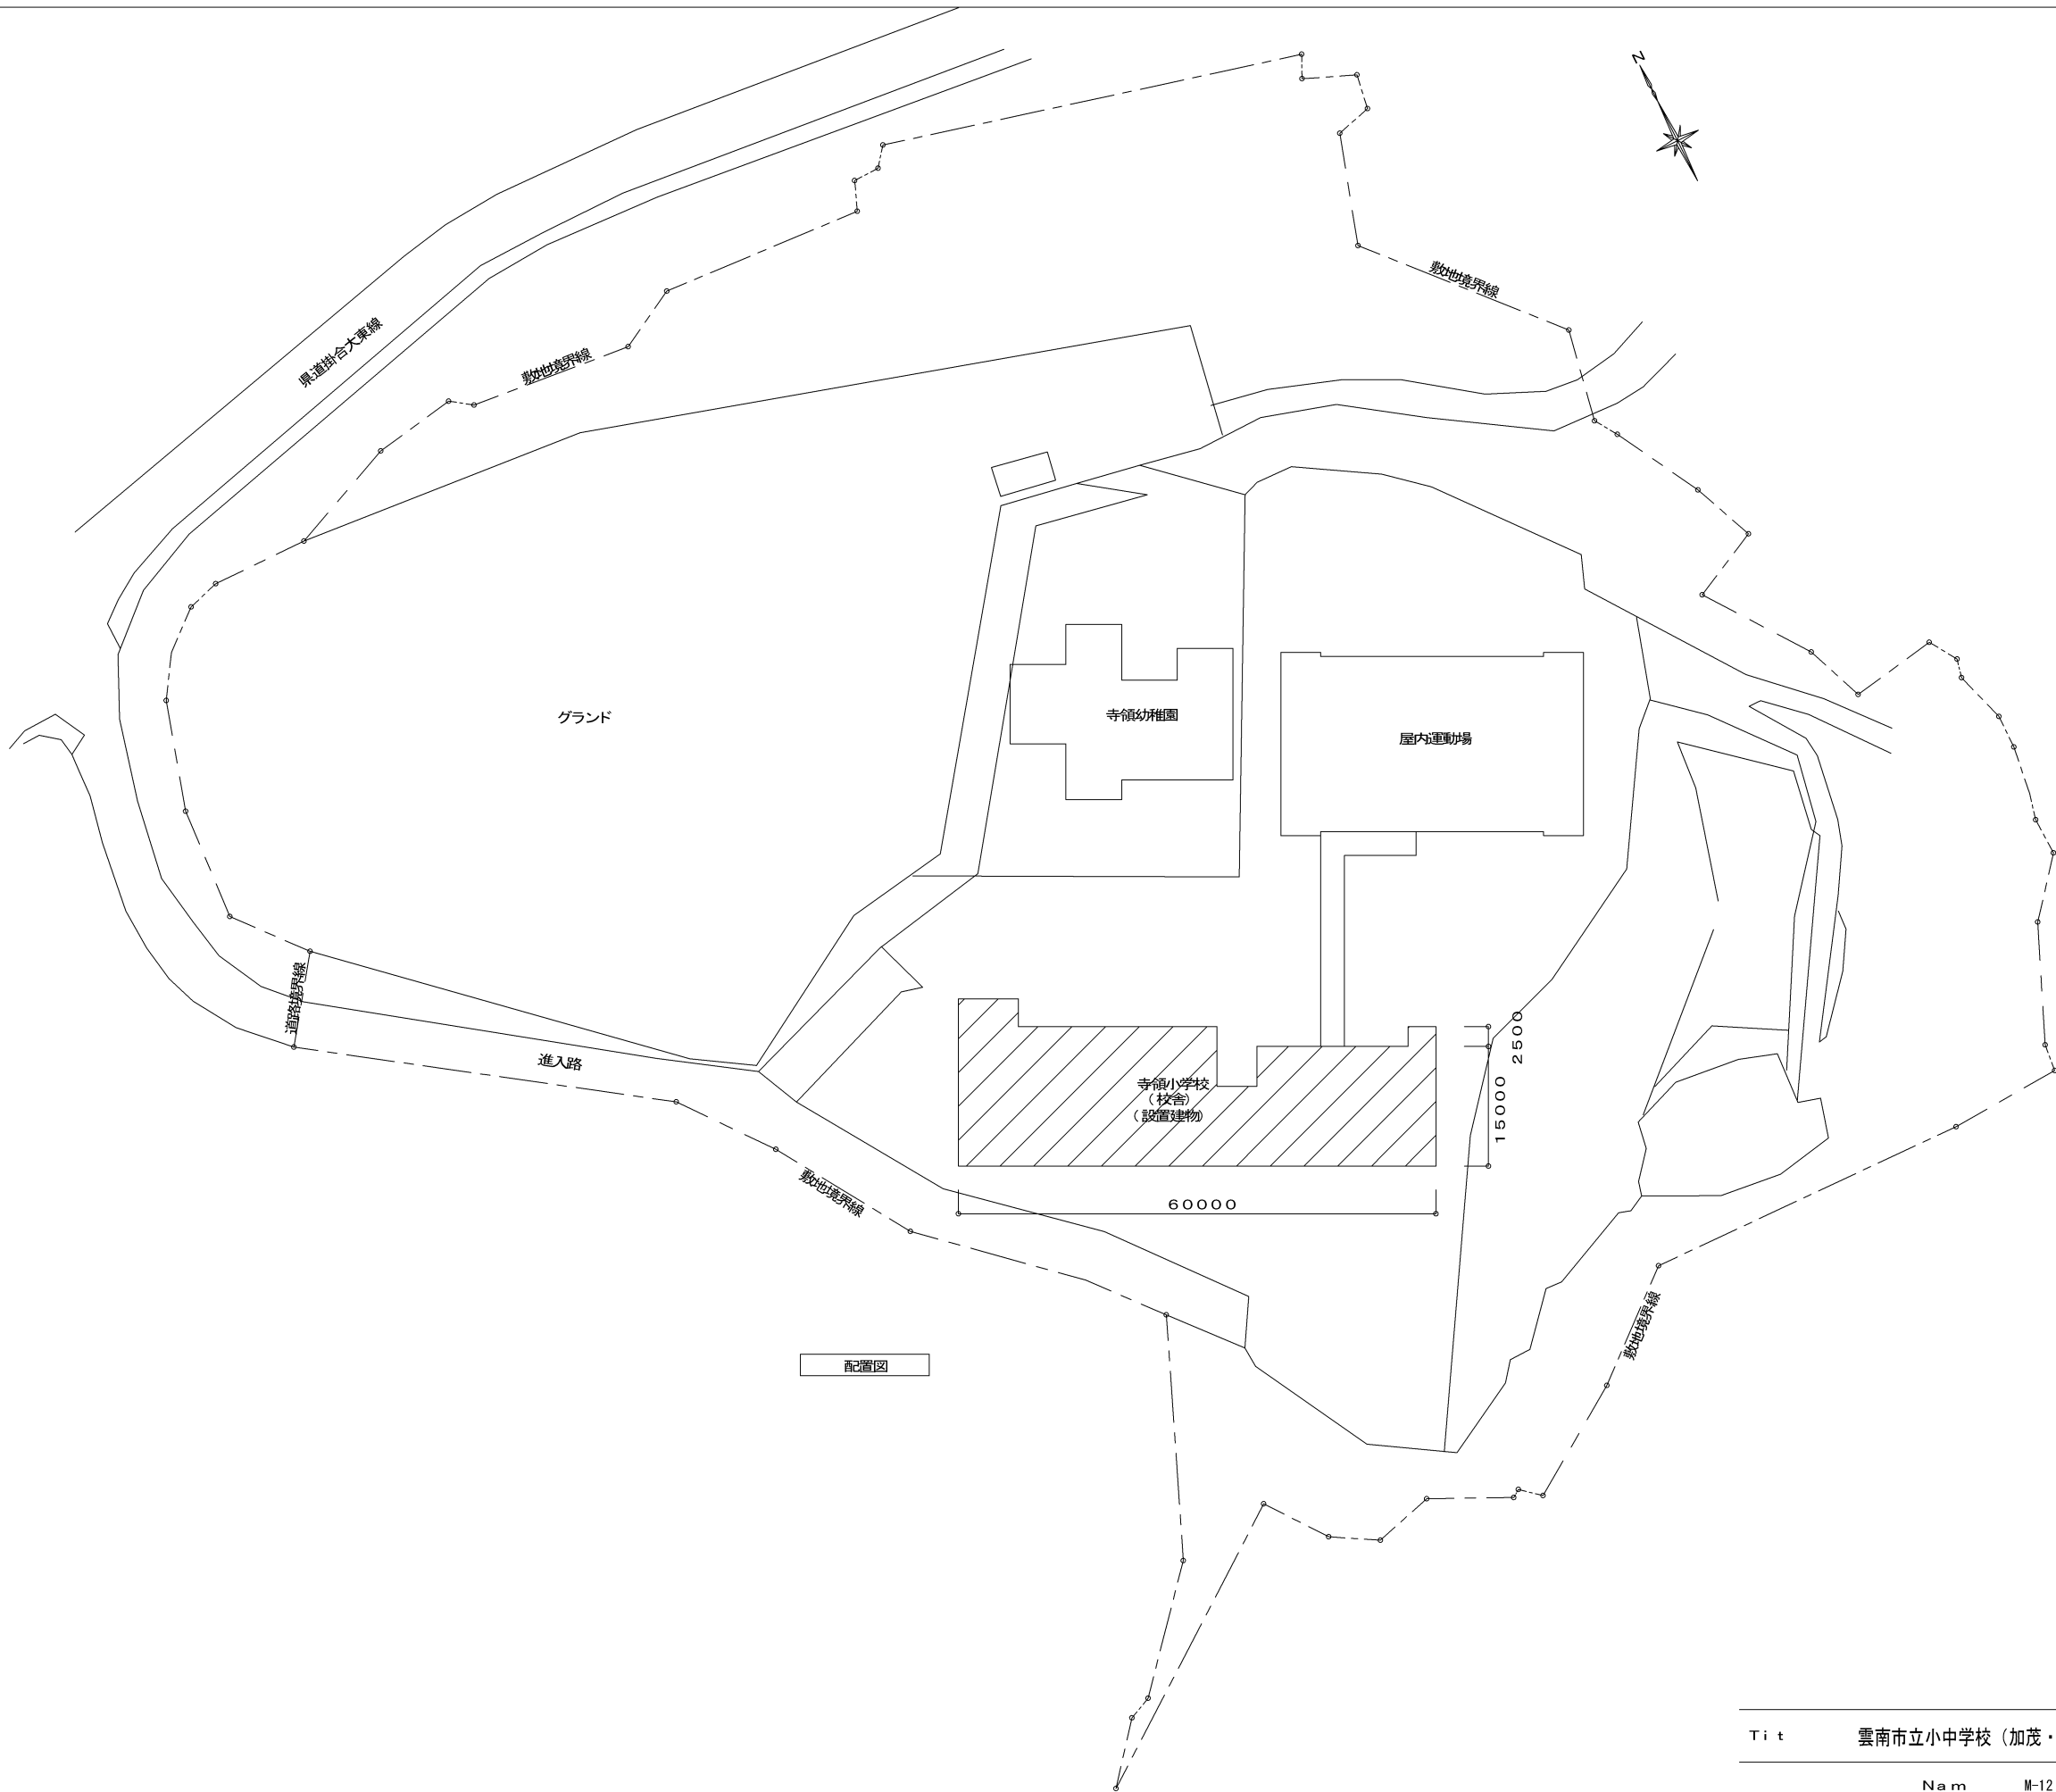 N
敷地境界線
県道掛合大東線
敷地境界線
グランド
寺領幼稚園
屋内運動場
道路境界線
進入路
寺領小学校
（校舎）
（設置建物）
2500
15000
60000
敷地境界線
敷地境界線
配置図
Tit 雲南市立小中学校（加茂・
Nam M-12